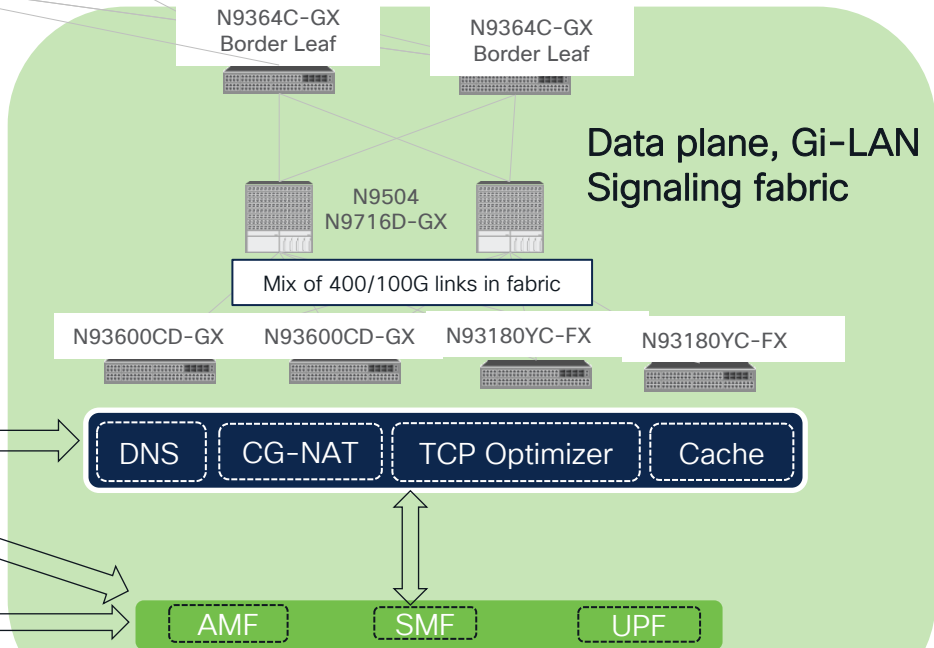 N9364C-GX
Border Leaf
N9364C-GX
Border Leaf
Data plane, Gi-LAN
Signaling fabric
N9504
N9716D-GX
Mix of 400/100G links in fabric
N93600CD-GX
N93600CD-GX
N93180YC-FX
N93180YC-FX
DNS
CG-NAT
TCP Optimizer
Cache
AMF
SMF
UPF